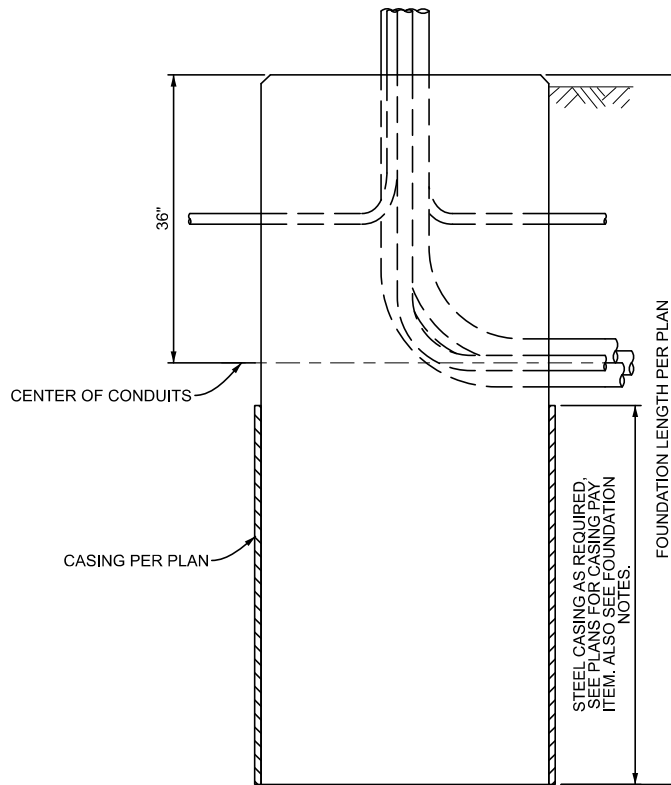 36"
CENTER OF CONDUITS
CASING PER PLAN
STEEL CASING AS REQUIRED,
SEE PLANS FOR CASING PAY
ITEM. ALSO SEE FOUNDATION
NOTES.
FOUNDATION LENGTH PER PLAN